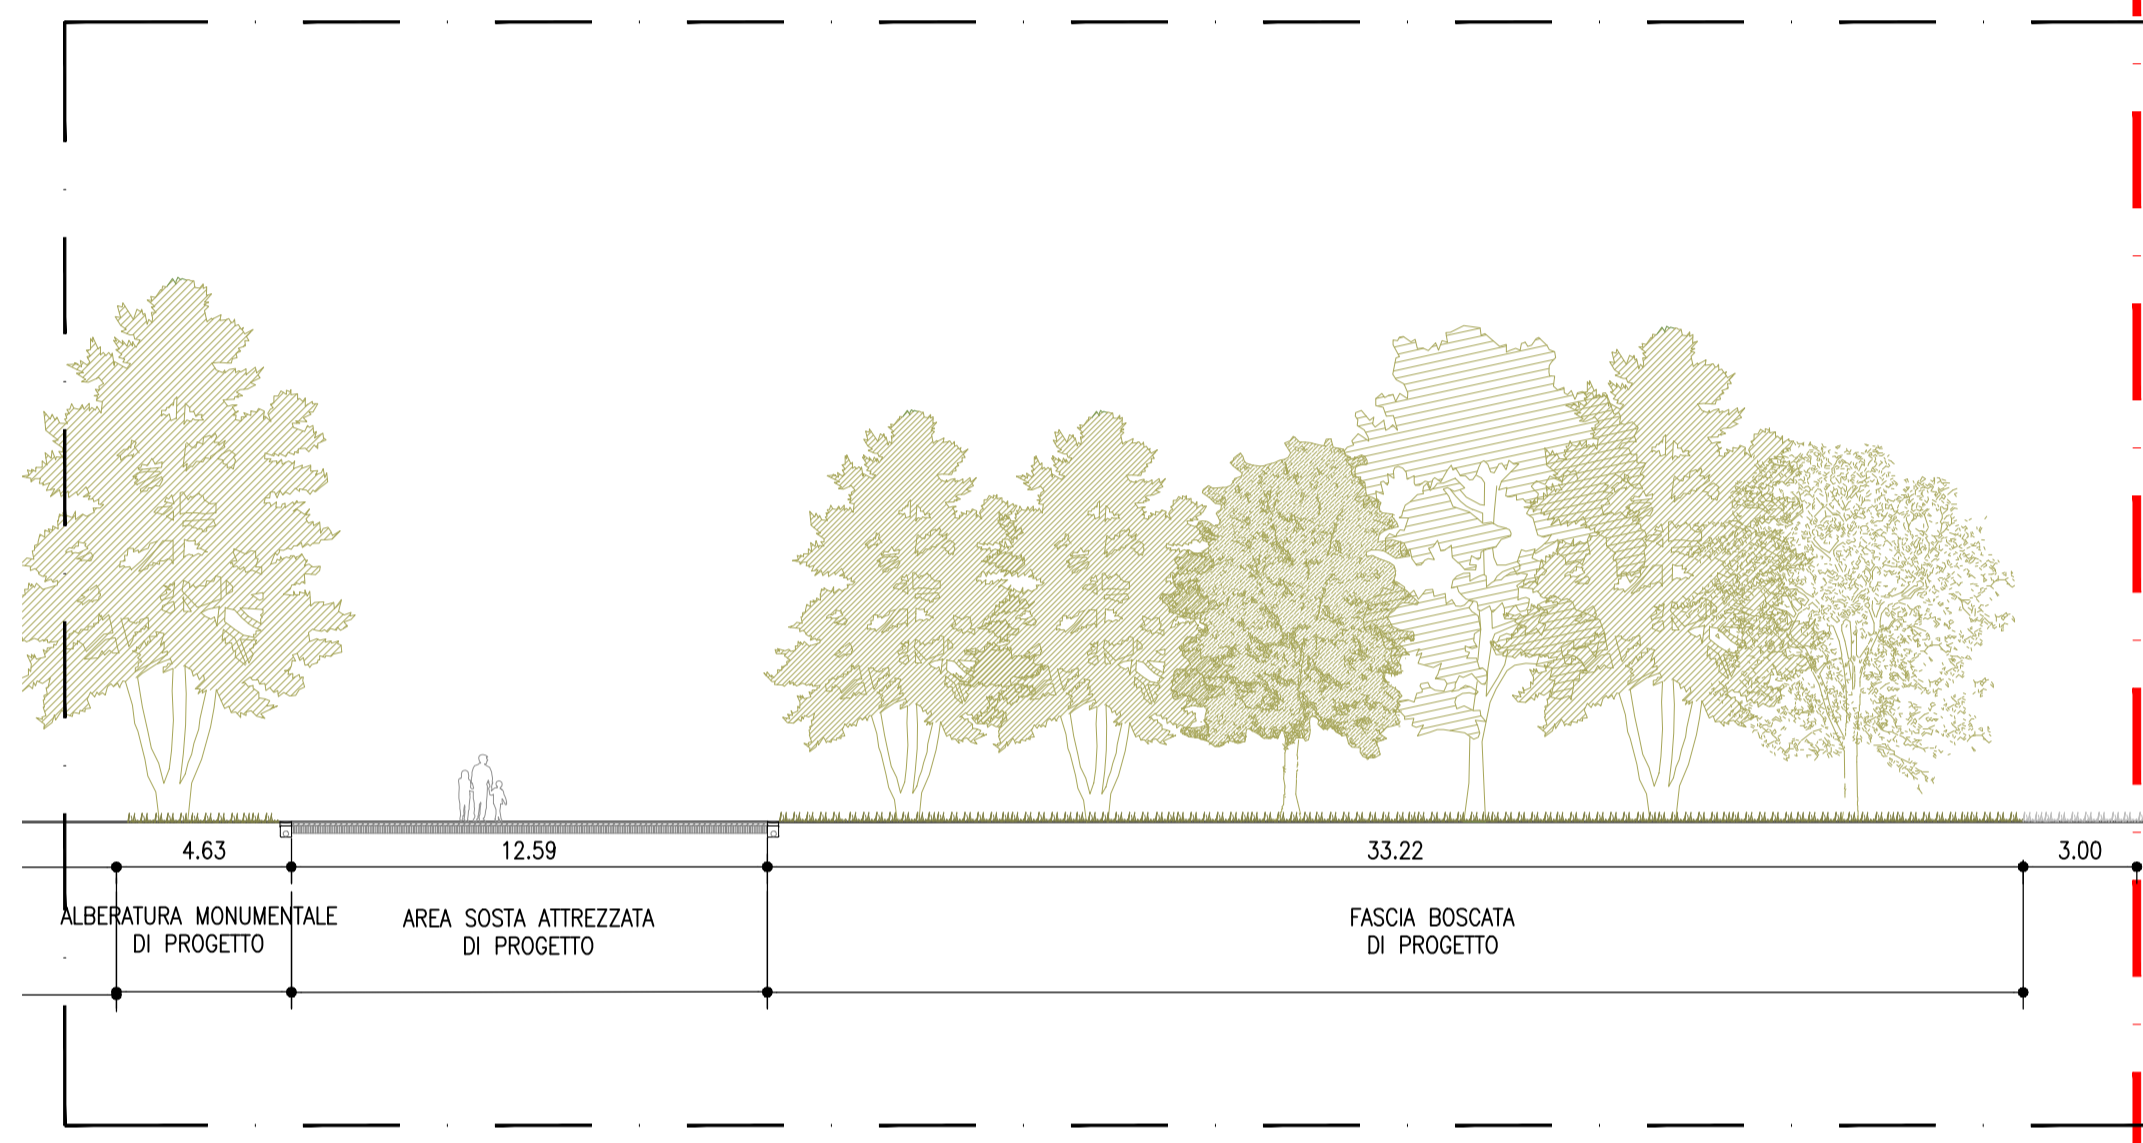 4.63
12.59
33.22
3.00
ALBERATURA MONUMENTALE
DI PROGETTO
AREA SOSTA ATTREZZATA
DI PROGETTO
FASCIA BOSCATA
DI PROGETTO